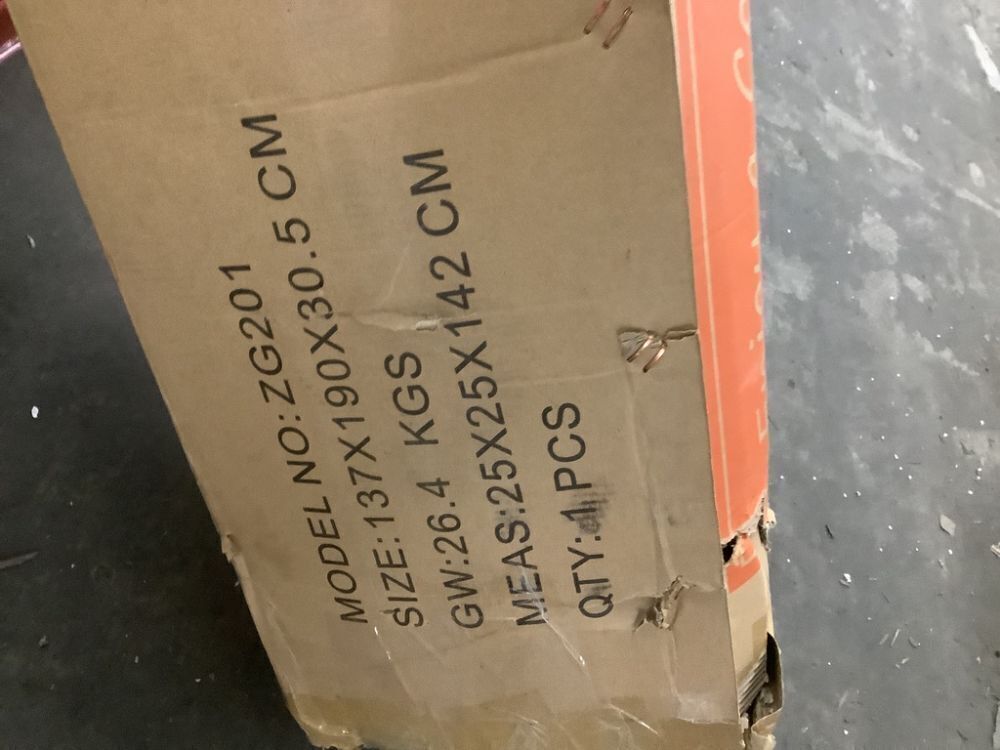 MODEL NO:ZG201
SIZE:137X190X30.5 CM
GW:26.4 KGS
MEAS:25X25X142 CM
QTY:1 PCS